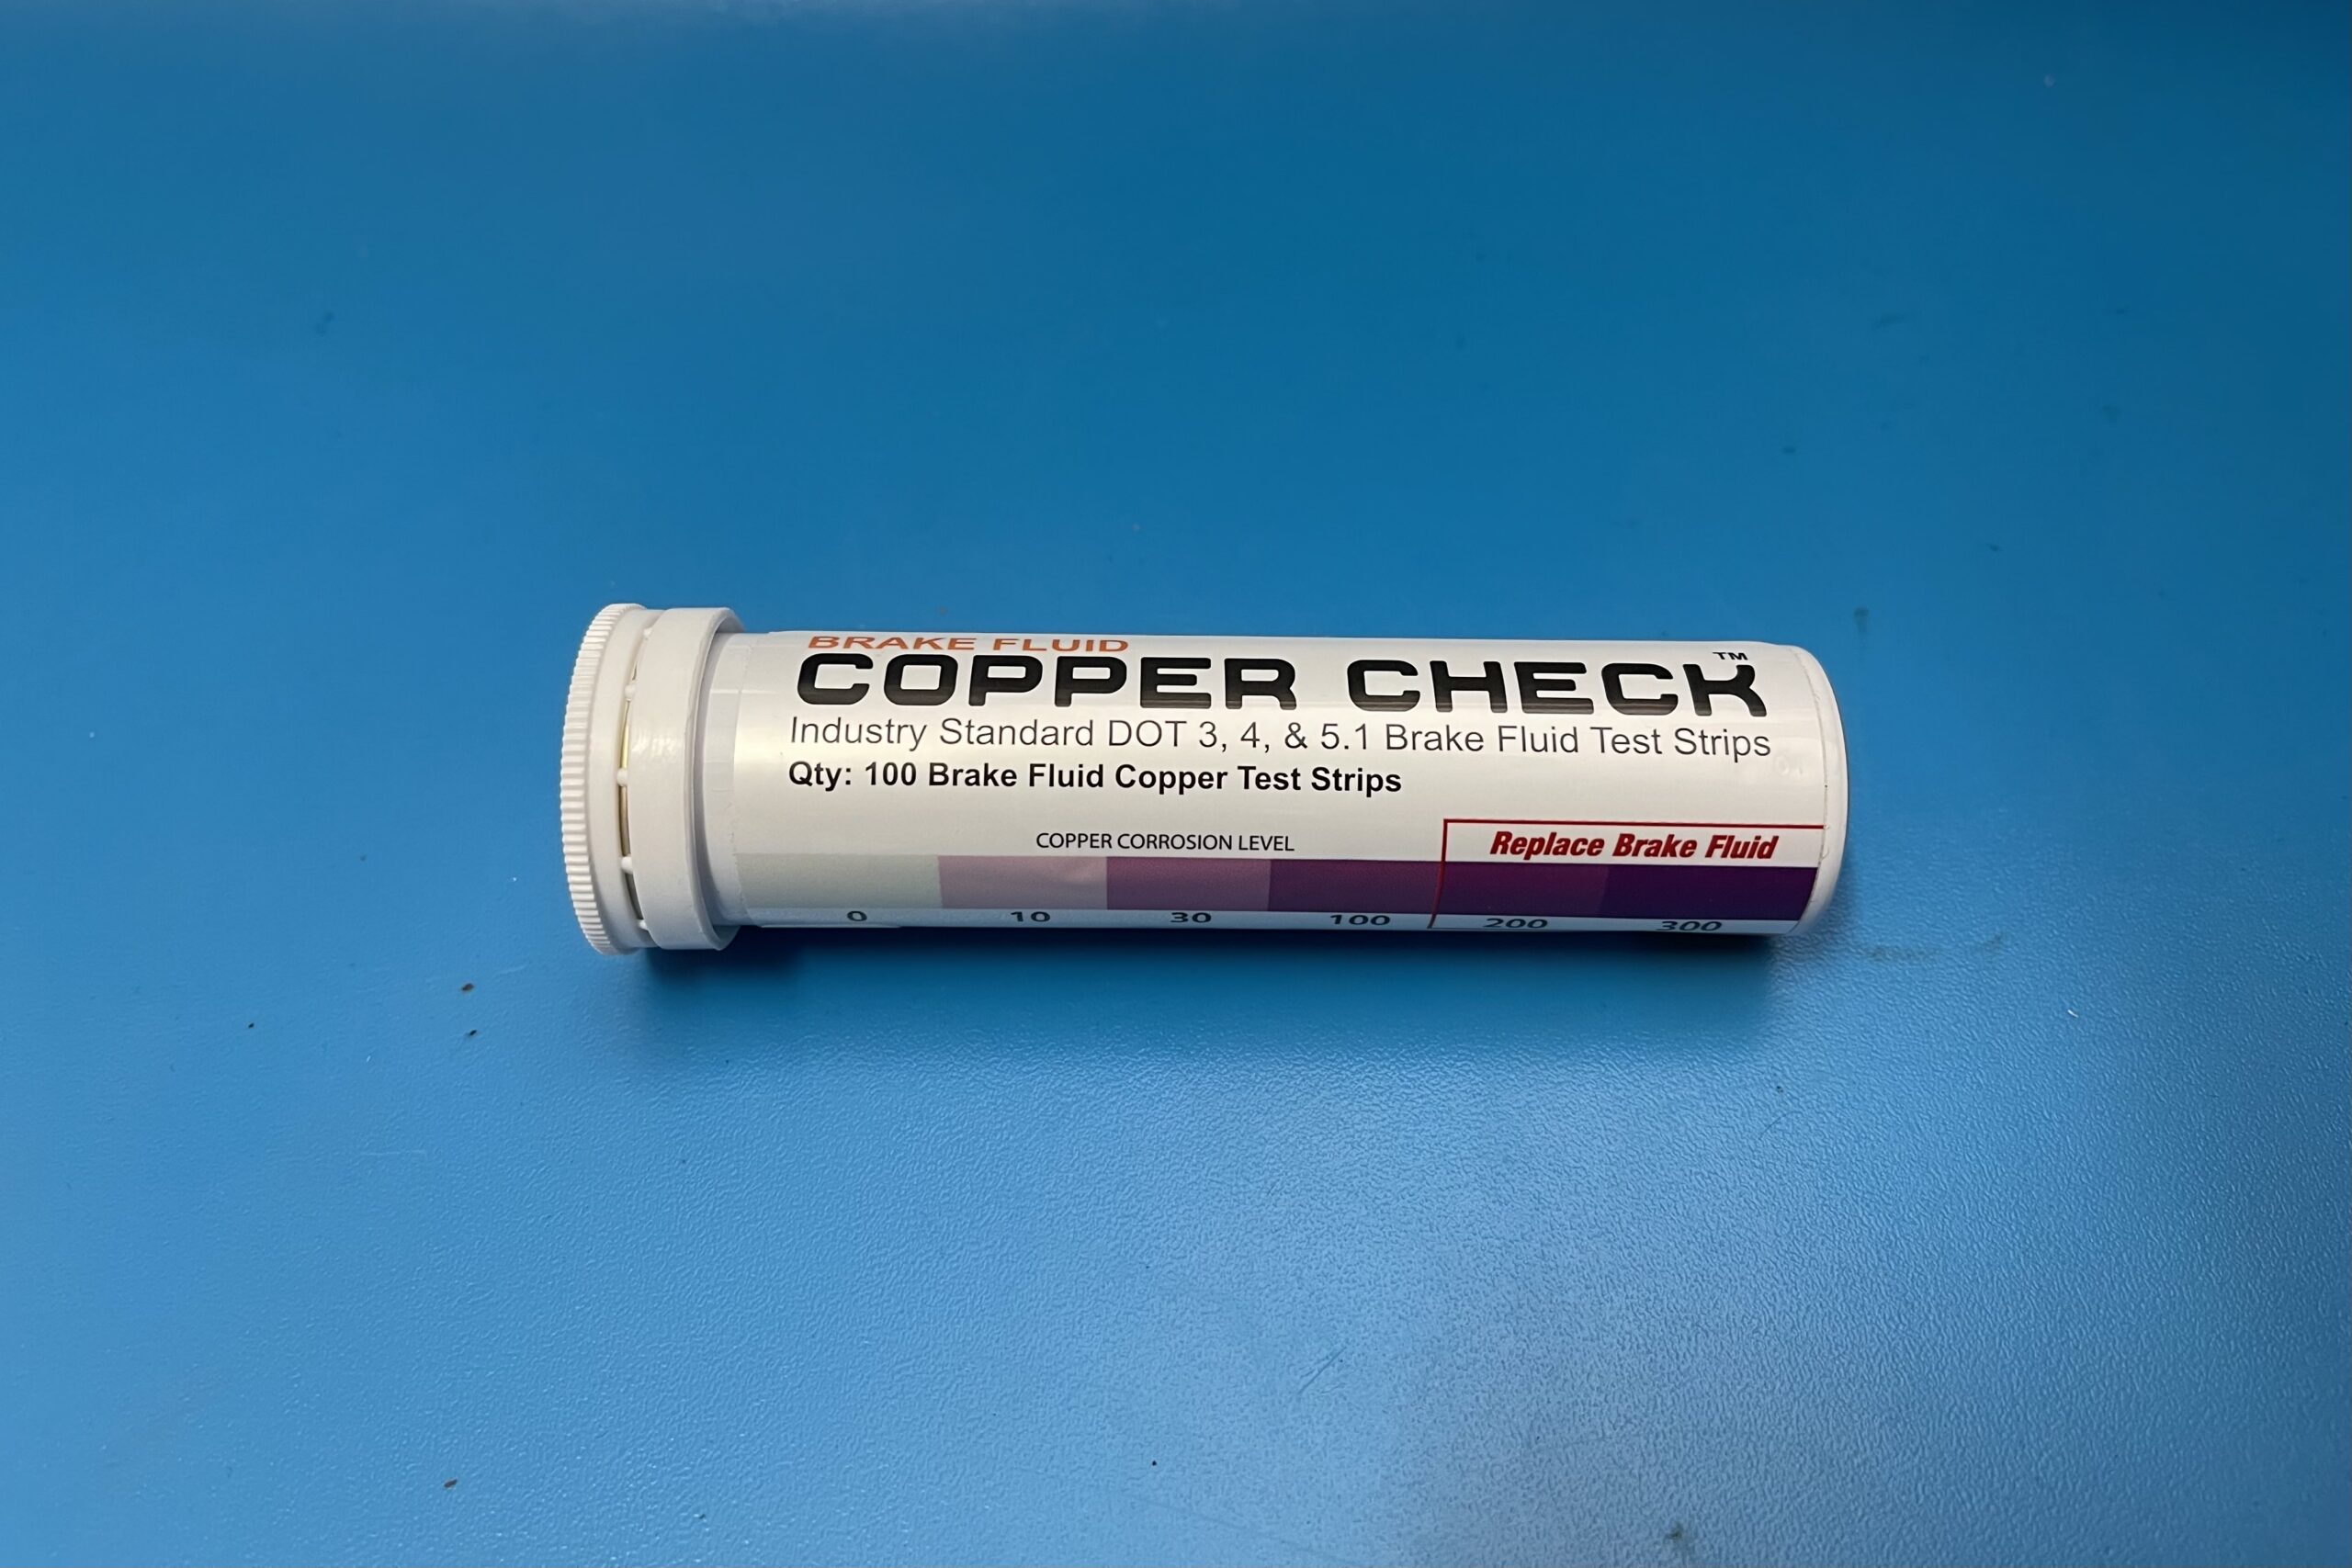 BRAKE FLUID
COPPER CHECK™
Industry Standard DOT 3, 4, & 5.1 Brake Fluid Test Strips
Qty: 100 Brake Fluid Copper Test Strips
COPPER CORROSION LEVEL
Replace Brake Fluid
0 10 30 100 200 300